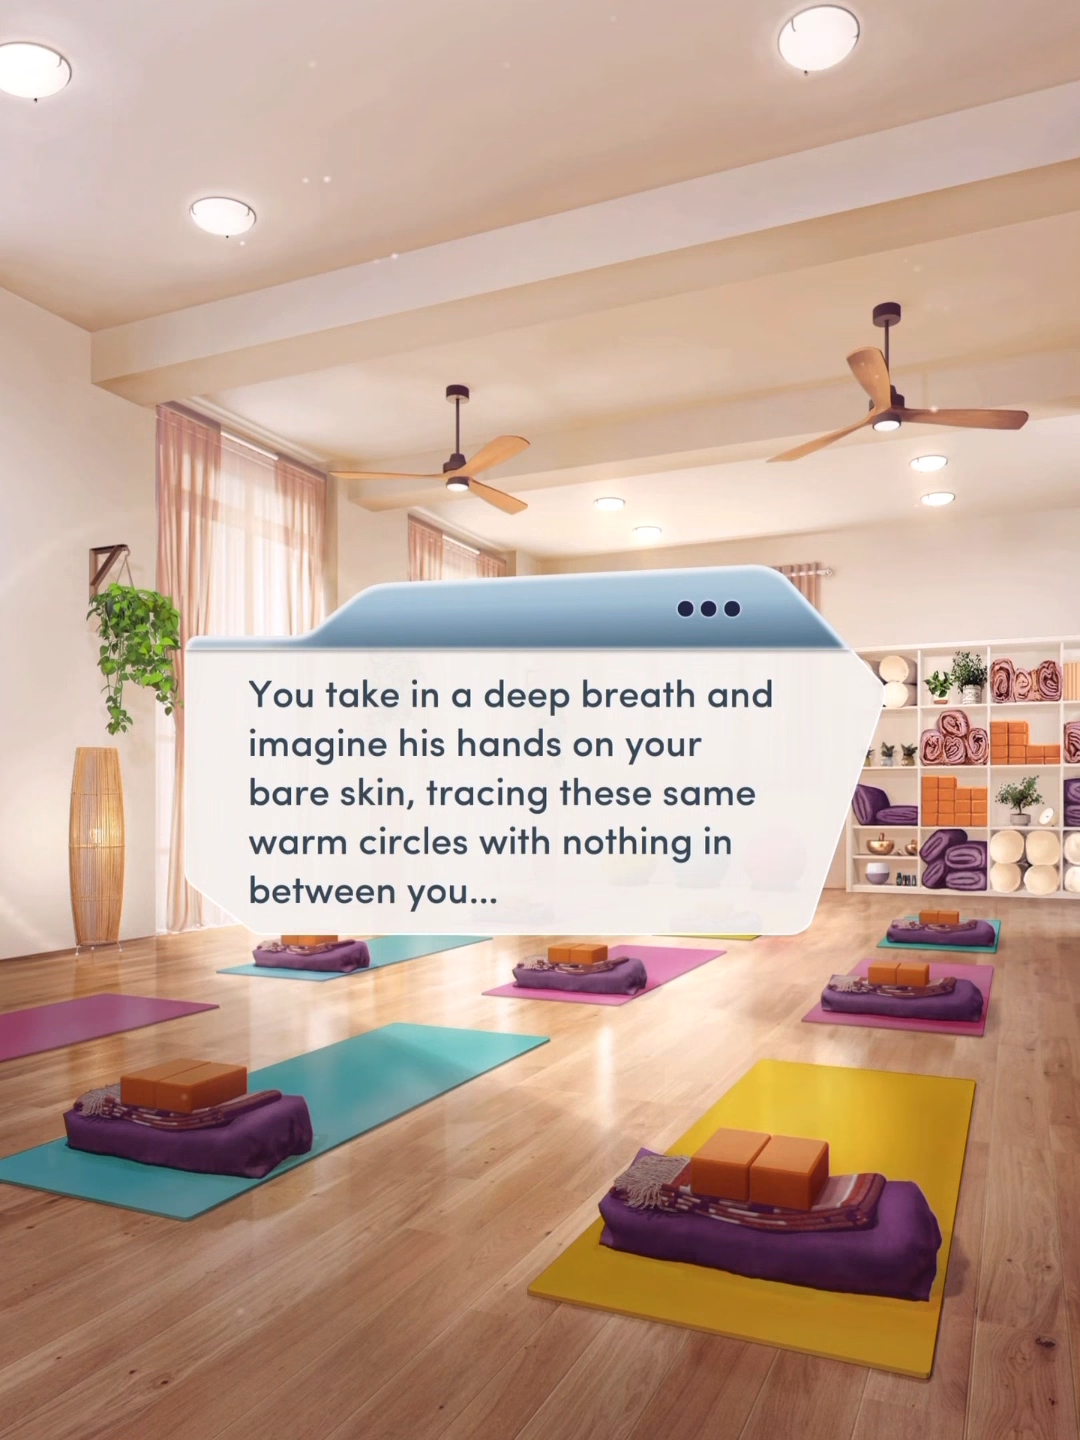 You take in a deep breath and
imagine his hands on your
bare skin, tracing these same
warm circles with nothing in
between you...